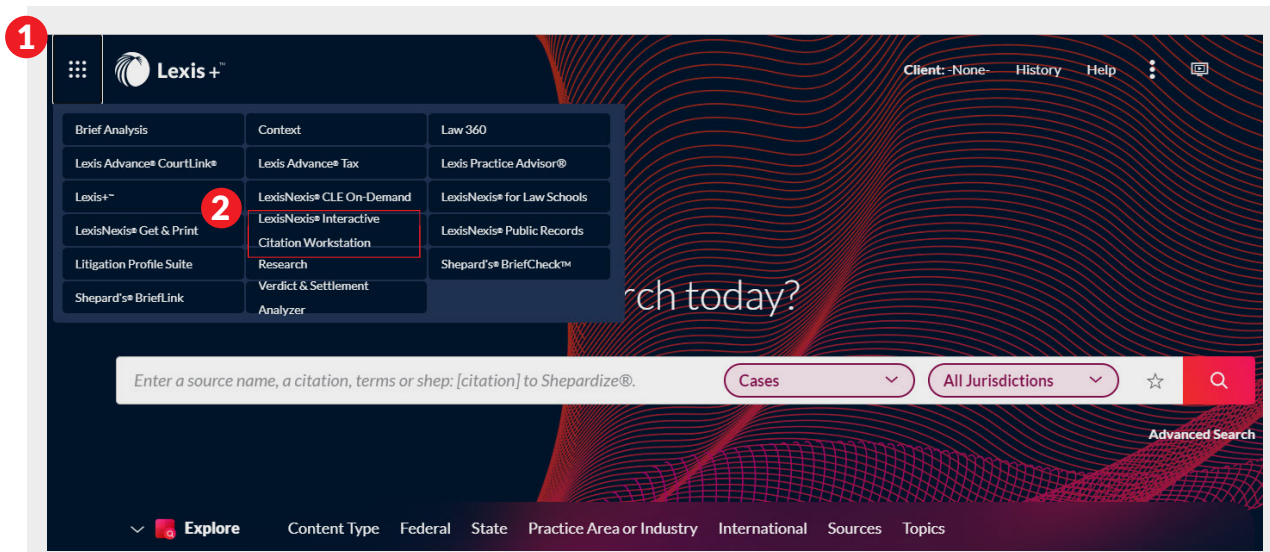 1
Lexis +™
Client: -None- History Help
Brief Analysis Context Law 360
Lexis Advance® CourtLink® Lexis Advance® Tax Lexis Practice Advisor®
Lexis+™ LexisNexis® CLE On-Demand LexisNexis® for Law Schools
2
LexisNexis® Get & Print LexisNexis® Interactive Citation Workstation LexisNexis® Public Records
Litigation Profile Suite Research Shepard's® BriefCheck™
Shepard's® BriefLink Verdict & Settlement Analyzer
rch today?
Enter a source name, a citation, terms or shep: [citation] to Shepardize®. Cases All Jurisdictions
Advanced Search
Explore Content Type Federal State Practice Area or Industry International Sources Topics